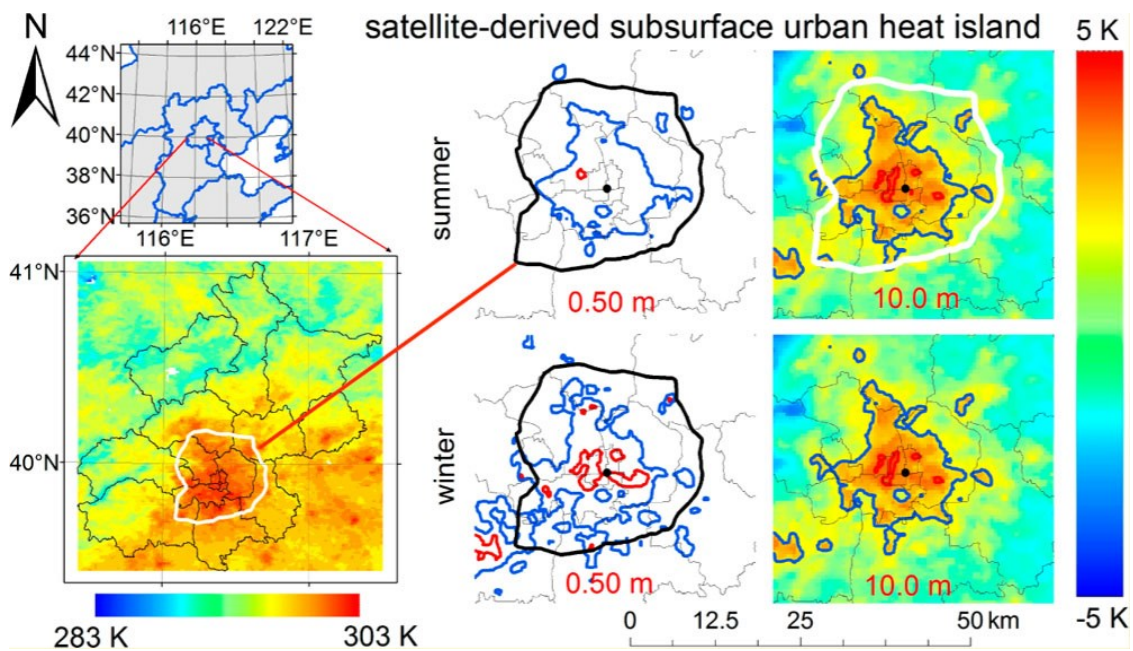 N
116°E 122°E
satellite-derived subsurface urban heat island
5 K
44°N
42°N
40°N
38°N
36°N
116°E 117°E
summer
0.50 m
10.0 m
41°N
40°N
winter
0.50 m
10.0 m
283 K 303 K
0 12.5 25 50 km
-5 K